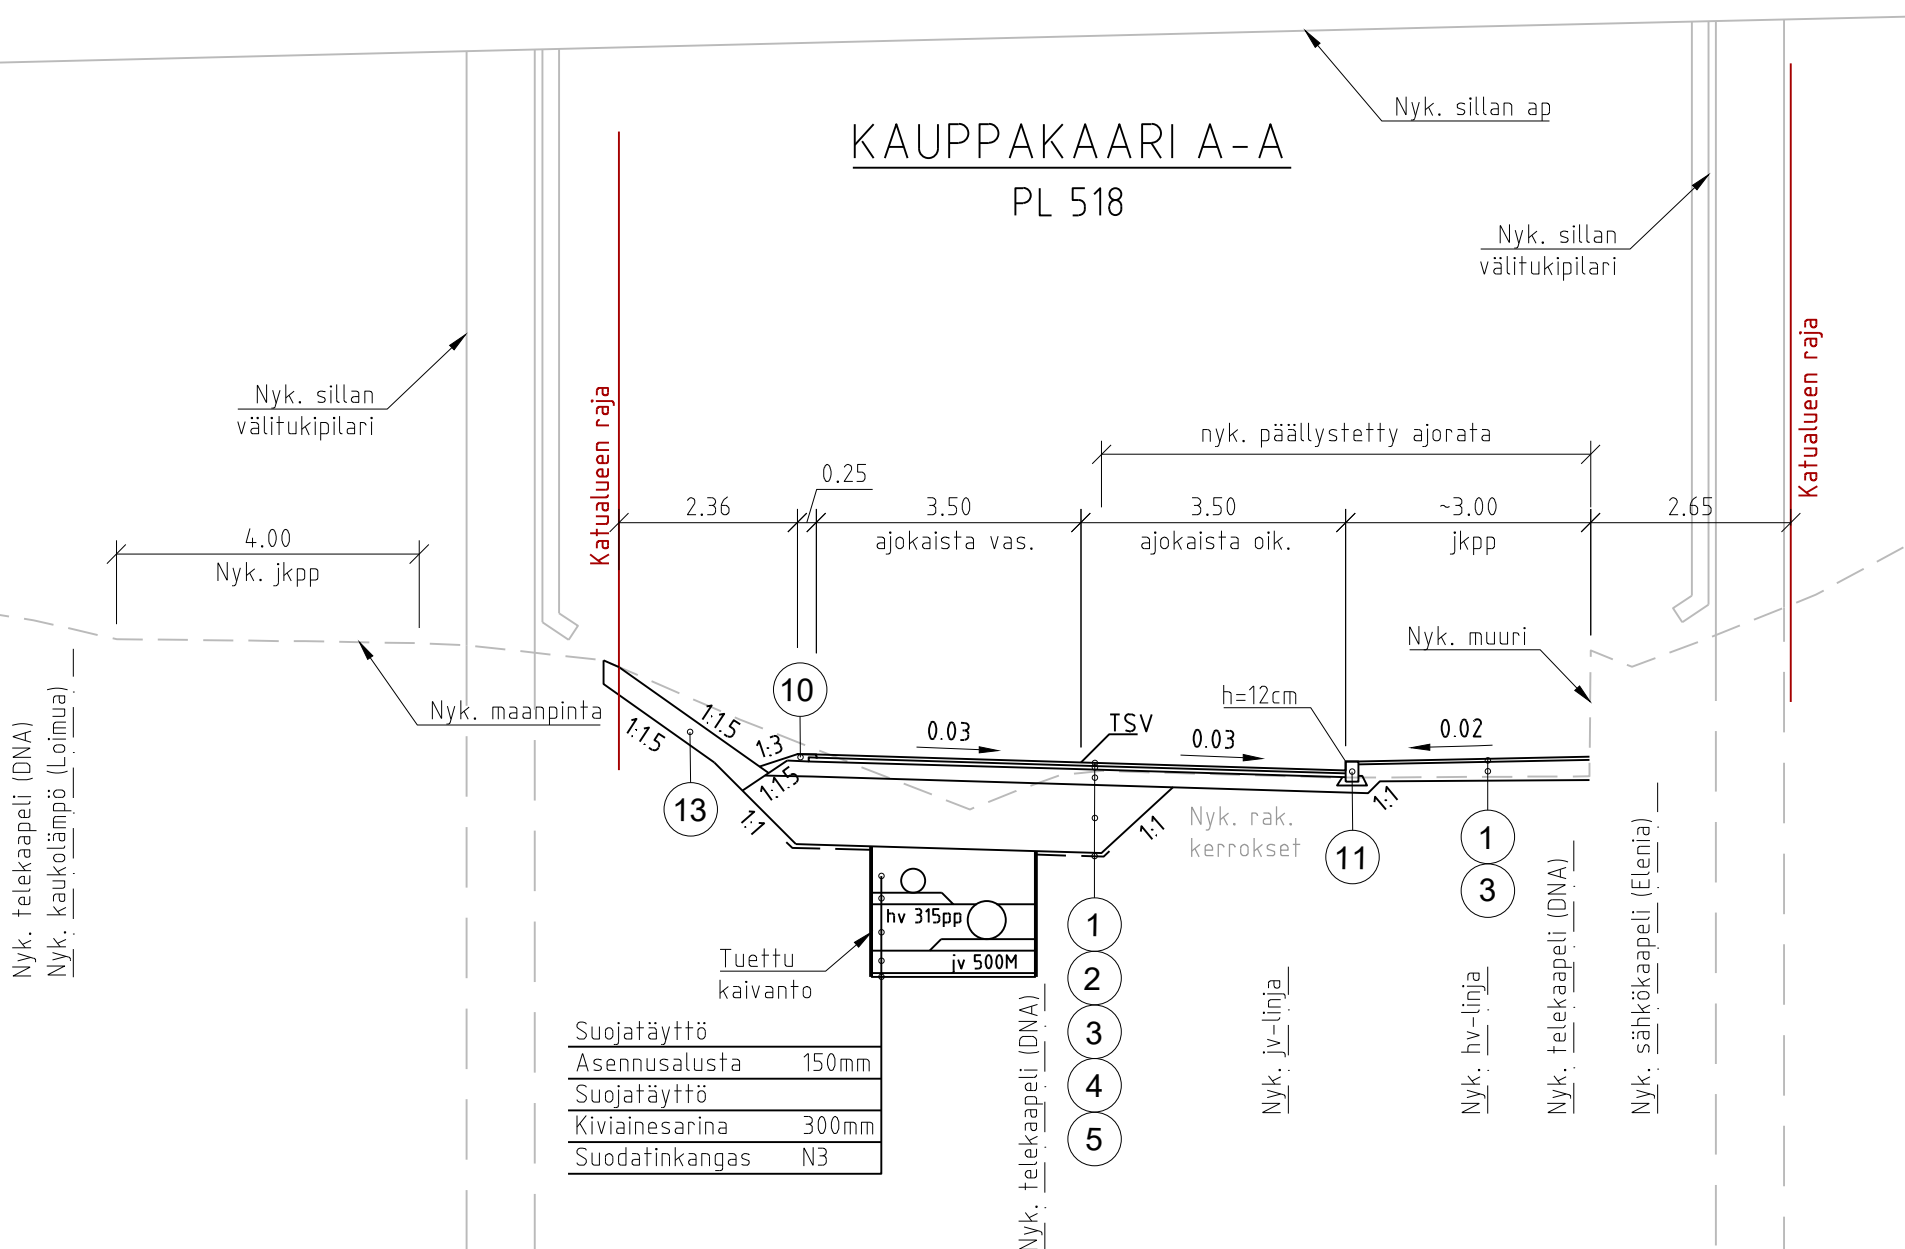 Nyk. sillan ap
KAUPPAKAARI A-A
PL 518
Nyk. sillan
välitukipilari
Nyk. sillan
välitukipilari
Katualueen raja
Katualueen raja
nyk. päällystetty ajorata
0.25
2.36
3.50
3.50
~3.00
2.65
ajokaista vas.
ajokaista oik.
jkpp
4.00
Nyk. jkpp
Nyk. muuri
Nyk. maanpinta
h=12cm
10
TSV
0.03
0.03
0.02
1:1.5
1:1.5
1:3
1:1.5
1:1
1:1
1:1
13
Nyk. rak.
kerrokset
11
1
3
hv 315pp
jv 500M
Tuettu
kaivanto
1
2
3
4
5
Suojatäyttö
Asennusalusta 150mm
Suojatäyttö
Kiviainesarina 300mm
Suodatinkangas N3
Nyk. telekaapeli (DNA)
Nyk. kaukolämpö (Loimua)
Nyk. telekaapeli (DNA)
Nyk. jv-linja
Nyk. hv-linja
Nyk. telekaapeli (DNA)
Nyk. sähkökaapeli (Elenia)